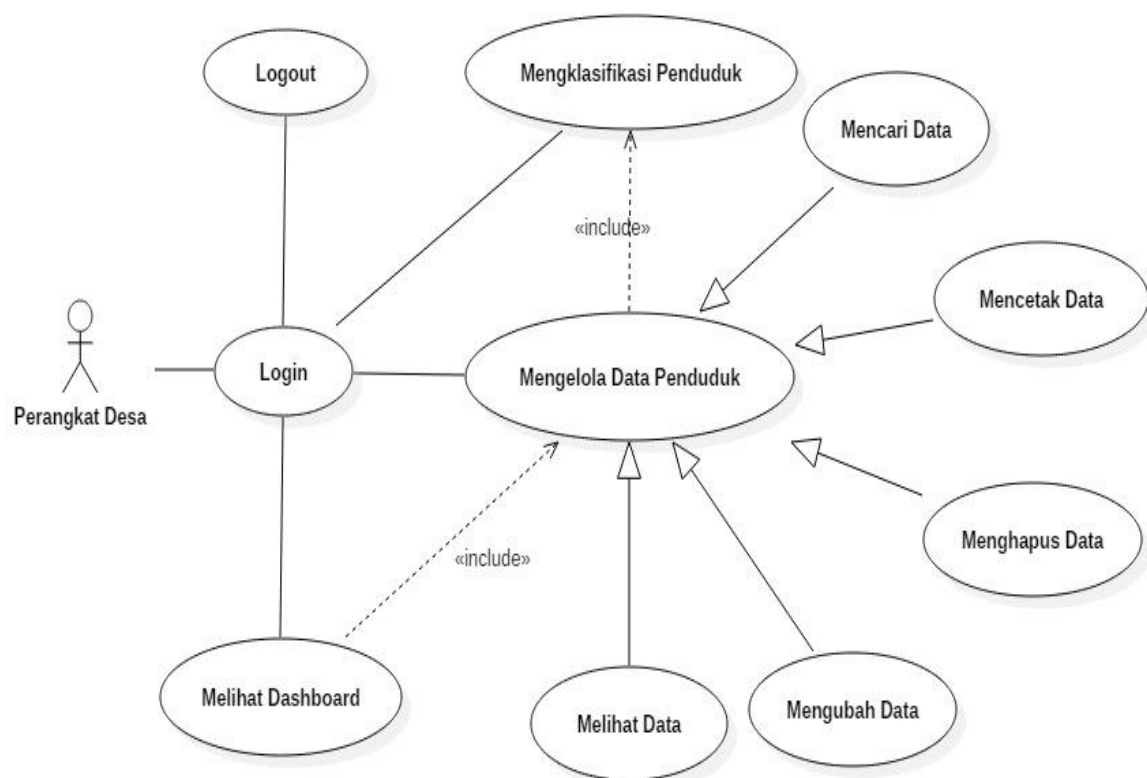 Logout
Mengklasifikasi Penduduk
Mencari Data
«include»
Mencetak Data
Perangkat Desa
Login
Mengelola Data Penduduk
Menghapus Data
«include»
Melihat Dashboard
Melihat Data
Mengubah Data